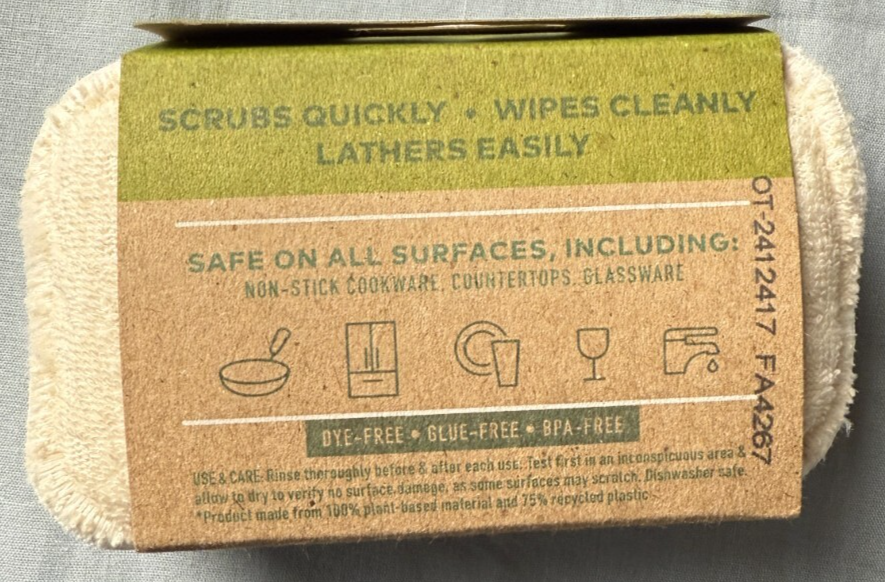 SCRUBS QUICKLY • WIPES CLEANLY
LATHERS EASILY
SAFE ON ALL SURFACES, INCLUDING:
NON-STICK COOKWARE, COUNTERTOPS, GLASSWARE
DYE-FREE • GLUE-FREE • BPA-FREE
USE & CARE: Rinse thoroughly before & after each use. Test first in an inconspicuous area &
allow to dry to verify no surface damage, as some surfaces may scratch. Dishwasher safe.
*Product made from 100% plant-based material and 75% recycled plastic
OT-2412417 FA4267